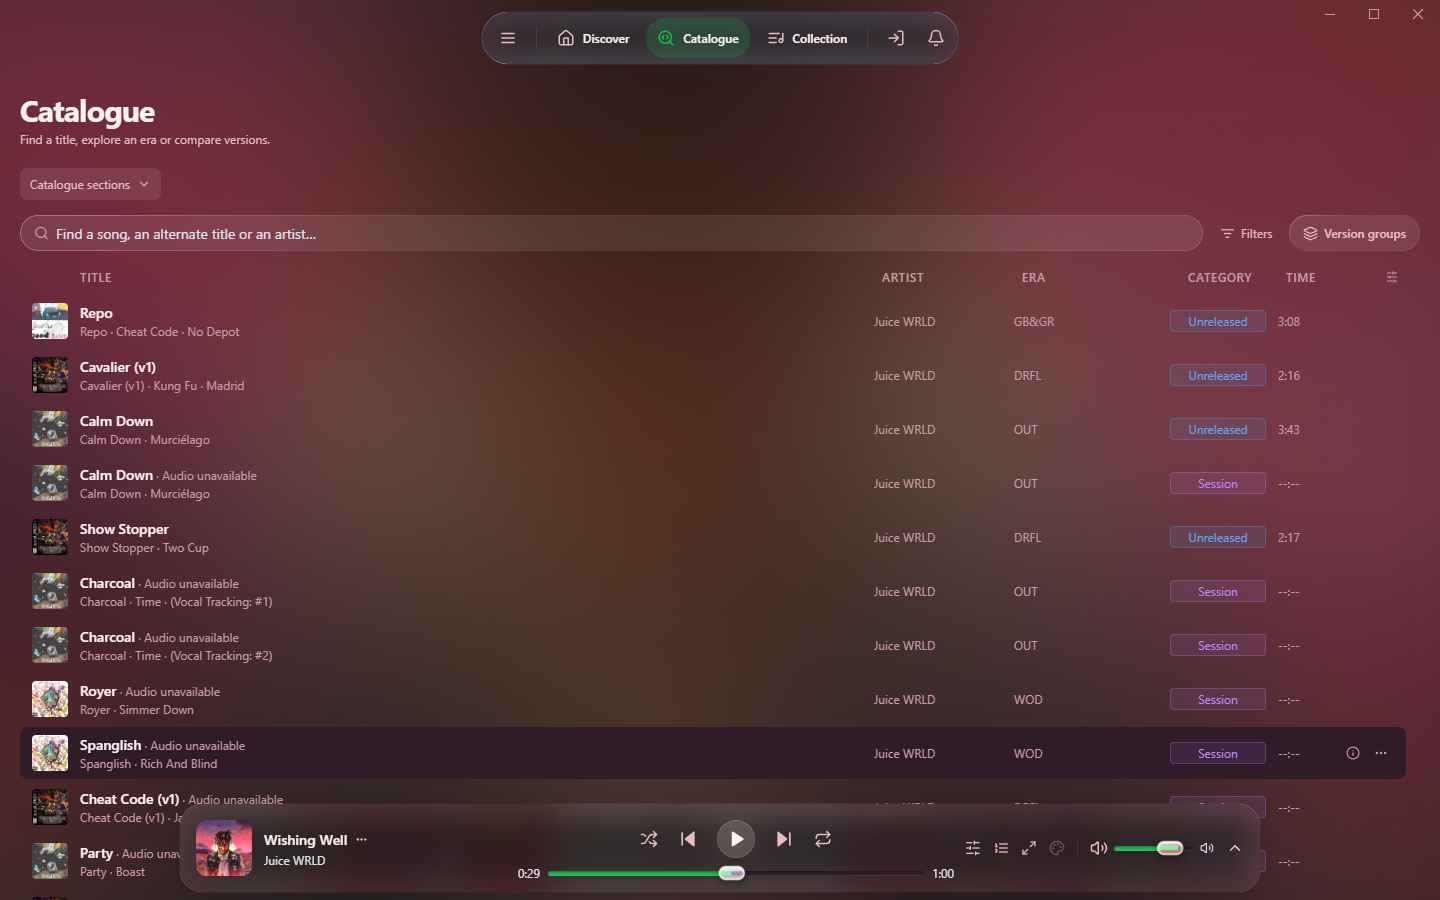 Discover
Catalogue
Collection
Catalogue
Find a title, explore an era or compare versions.
Catalogue sections
Find a song, an alternate title or an artist...
Filters
Version groups
TITLE ARTIST ERA CATEGORY TIME
Repo
Repo · Cheat Code · No Depot
Juice WRLD GB&GR Unreleased 3:08
Cavalier (v1)
Cavalier (v1) · Kung Fu · Madrid
Juice WRLD DRFL Unreleased 2:16
Calm Down
Calm Down · Murciélago
Juice WRLD OUT Unreleased 3:43
Calm Down · Audio unavailable
Calm Down · Murciélago
Juice WRLD OUT Session --:--
Show Stopper
Show Stopper · Two Cup
Juice WRLD DRFL Unreleased 2:17
Charcoal · Audio unavailable
Charcoal · Time · (Vocal Tracking: #1)
Juice WRLD OUT Session --:--
Charcoal · Audio unavailable
Charcoal · Time · (Vocal Tracking: #2)
Juice WRLD OUT Session --:--
Royer · Audio unavailable
Royer · Simmer Down
Juice WRLD WOD Session --:--
Spanglish · Audio unavailable
Spanglish · Rich And Blind
Juice WRLD WOD Session --:--
Cheat Code (v1) · Audio unavailable
Cheat Code (v1) ·
--:--
Party · Audio
Party · Boast
--:--
Wishing Well
Juice WRLD
0:29
1:00